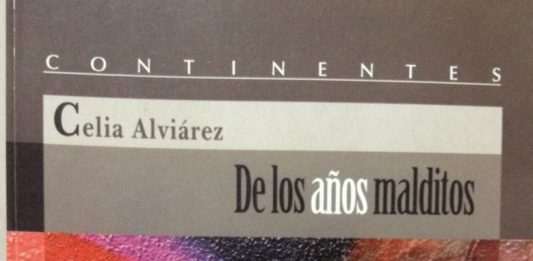 CONTINENTES
Celia Alviárez
De los años malditos